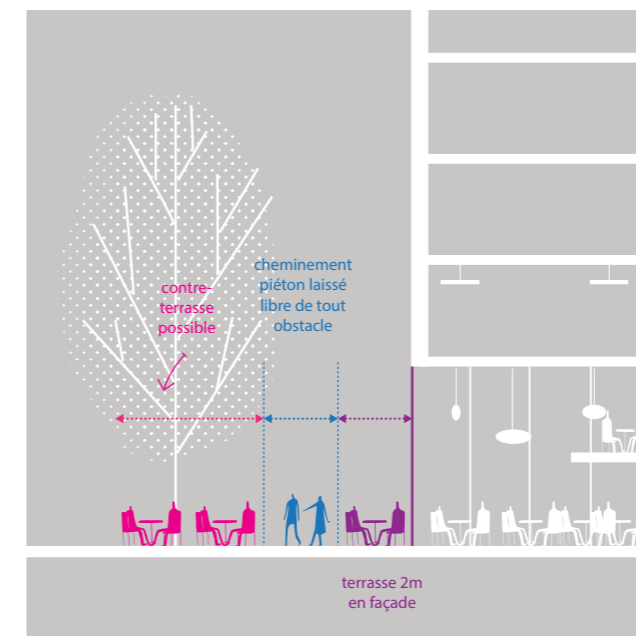 contre-
terrasse
possible
cheminement
piéton laissé
libre de tout
obstacle
terrasse 2m
en façade